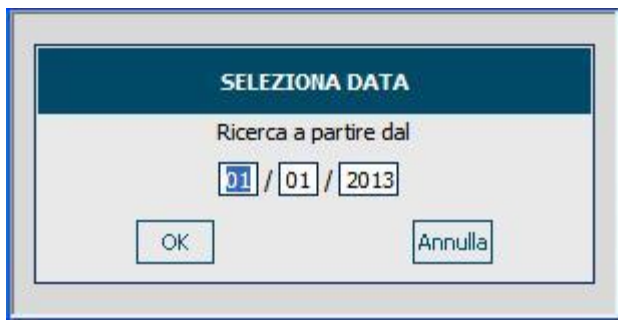 SELEZIONA DATA
Ricerca a partire dal
01 / 01 / 2013
OK Annulla